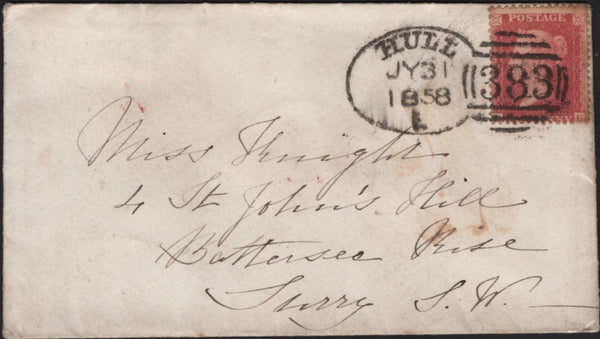 HULL
JY 31
1858
E
383
POSTAGE
Miss Knight
4 St John's Hill
Battersea Rise
Surry S.W.